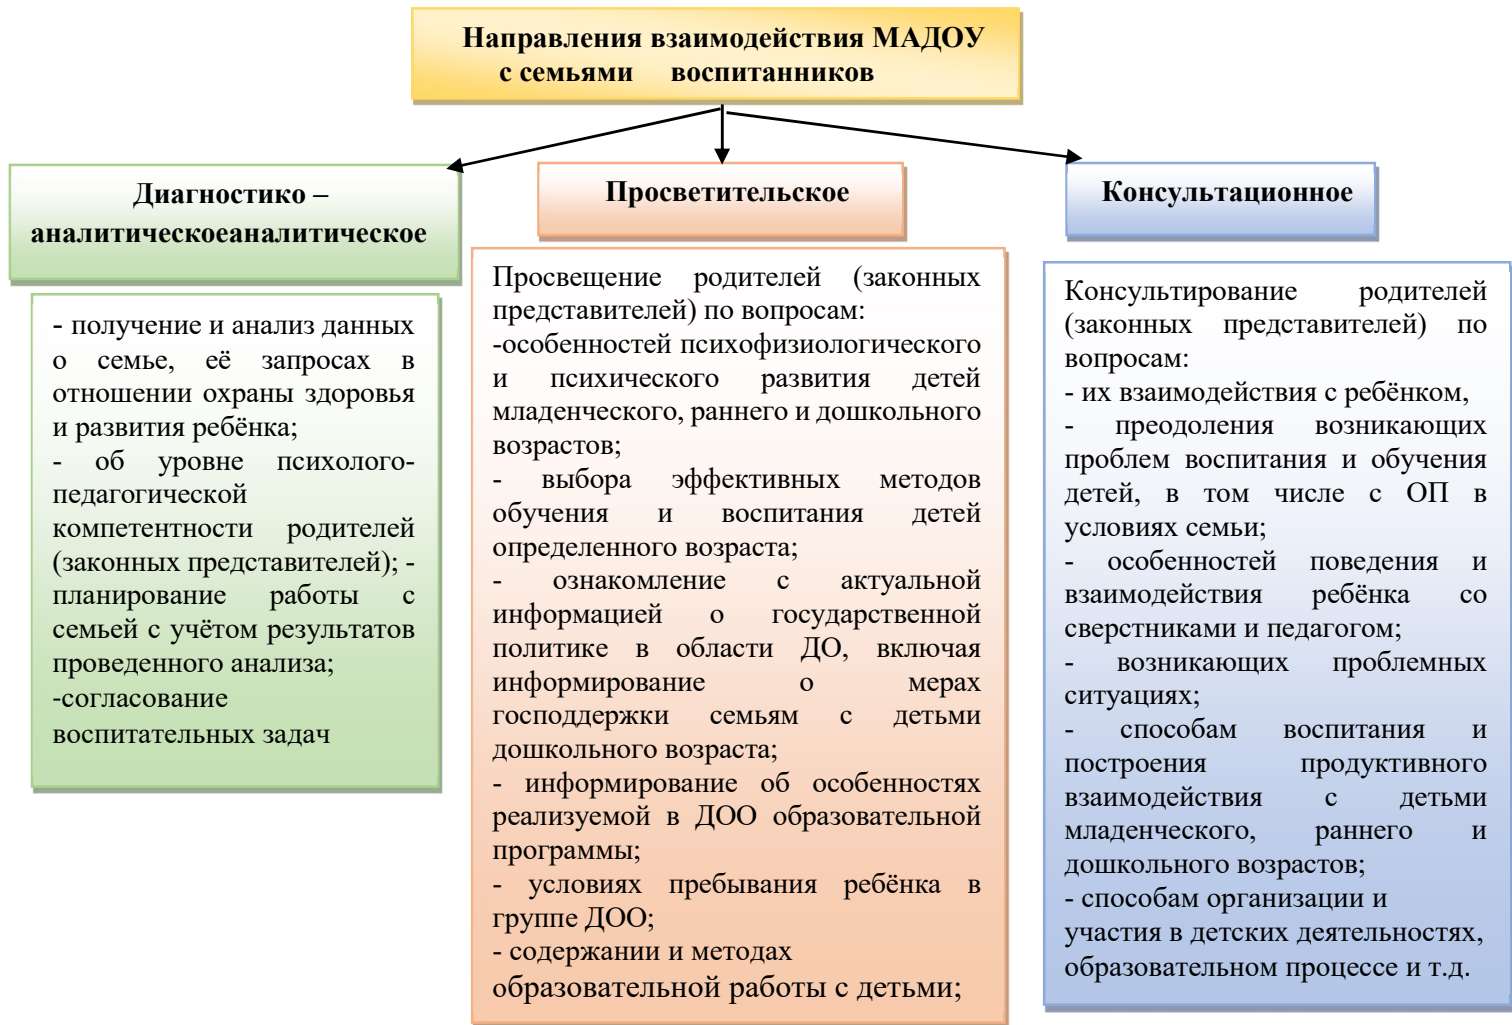 Направления взаимодействия МАДОУ
с семьями воспитанников
Диагностико –
аналитическоеаналитическое
- получение и анализ данных
о семье, её запросах в
отношении охраны здоровья
и развития ребёнка;
- об уровне психолого-
педагогической
компетентности родителей
(законных представителей); -
планирование работы с
семьей с учётом результатов
проведенного анализа;
-согласование
воспитательных задач
Просветительское
Просвещение родителей (законных
представителей) по вопросам:
-особенностей психофизиологического
и психического развития детей
младенческого, раннего и дошкольного
возрастов;
- выбора эффективных методов
обучения и воспитания детей
определенного возраста;
- ознакомление с актуальной
информацией о государственной
политике в области ДО, включая
информирование о мерах
господдержки семьям с детьми
дошкольного возраста;
- информирование об особенностях
реализуемой в ДОО образовательной
программы;
- условиях пребывания ребёнка в
группе ДОО;
- содержании и методах
образовательной работы с детьми;
Консультационное
Консультирование родителей
(законных представителей) по
вопросам:
- их взаимодействия с ребёнком,
- преодоления возникающих
проблем воспитания и обучения
детей, в том числе с ОП в
условиях семьи;
- особенностей поведения и
взаимодействия ребёнка со
сверстниками и педагогом;
- возникающих проблемных
ситуациях;
- способам воспитания и
построения продуктивного
взаимодействия с детьми
младенческого, раннего и
дошкольного возрастов;
- способам организации и
участия в детских деятельностях,
образовательном процессе и т.д.